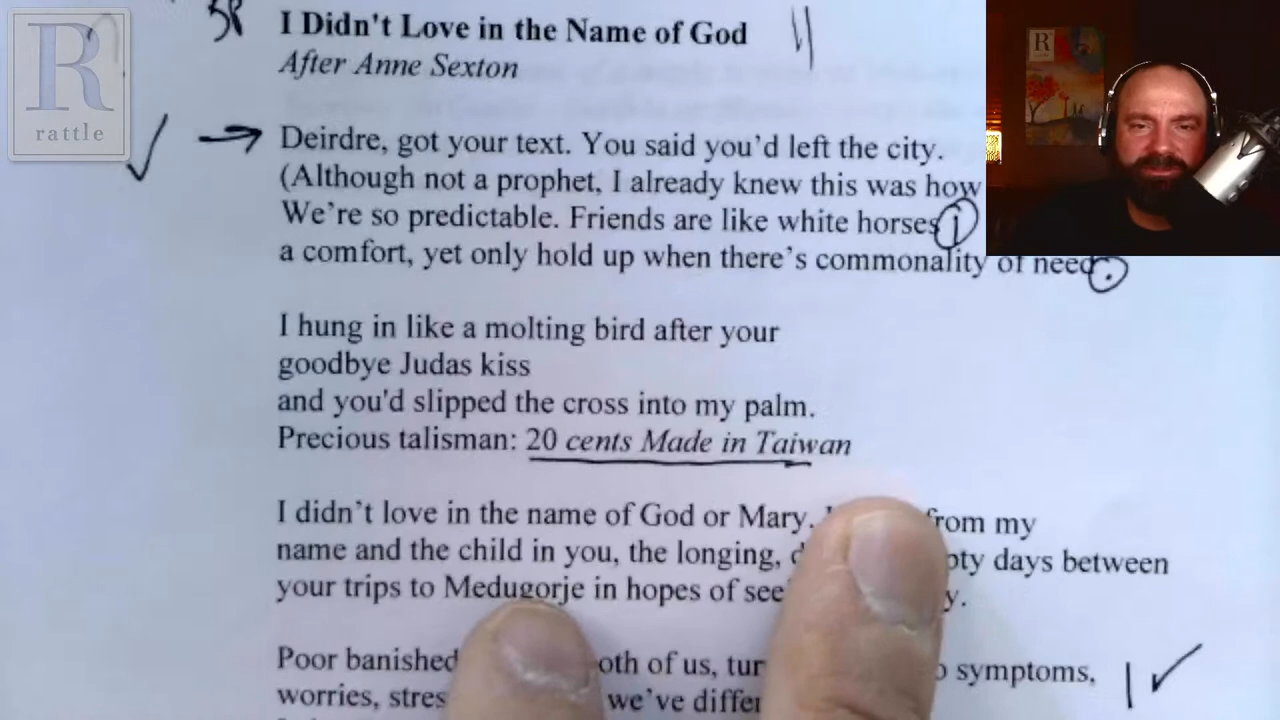 R
rattle
58
I Didn't Love in the Name of God
After Anne Sexton
Deirdre, got your text. You said you’d left the city.
(Although not a prophet, I already knew this was how
We’re so predictable. Friends are like white horses;
a comfort, yet only hold up when there’s commonality of need.
I hung in like a molting bird after your
goodbye Judas kiss
and you'd slipped the cross into my palm.
Precious talisman: 20 cents Made in Taiwan
I didn’t love in the name of God or Mary. from my
name and the child in you, the longing, days between
your trips to Medugorje in hopes of
Poor banished of us, symptoms,
worries, we’ve